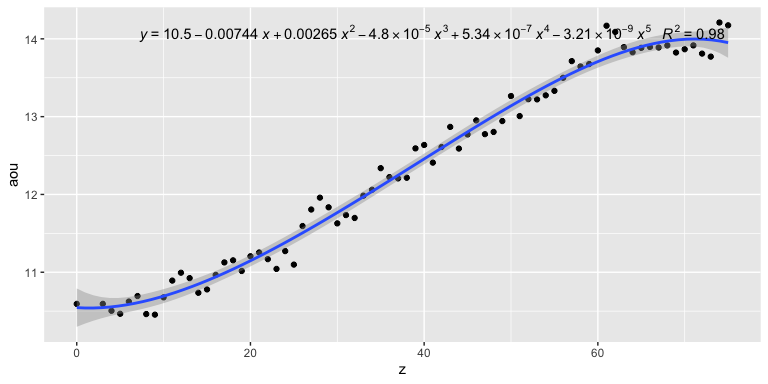 y = 10.5 – 0.00744 x + 0.00265 x² – 4.8 × 10⁻⁵ x³ + 5.34 × 10⁻⁷ x⁴ – 3.21 × 10⁻⁹ x⁵ R² = 0.98
14
13
12
11
aou
0 20 40 60
z